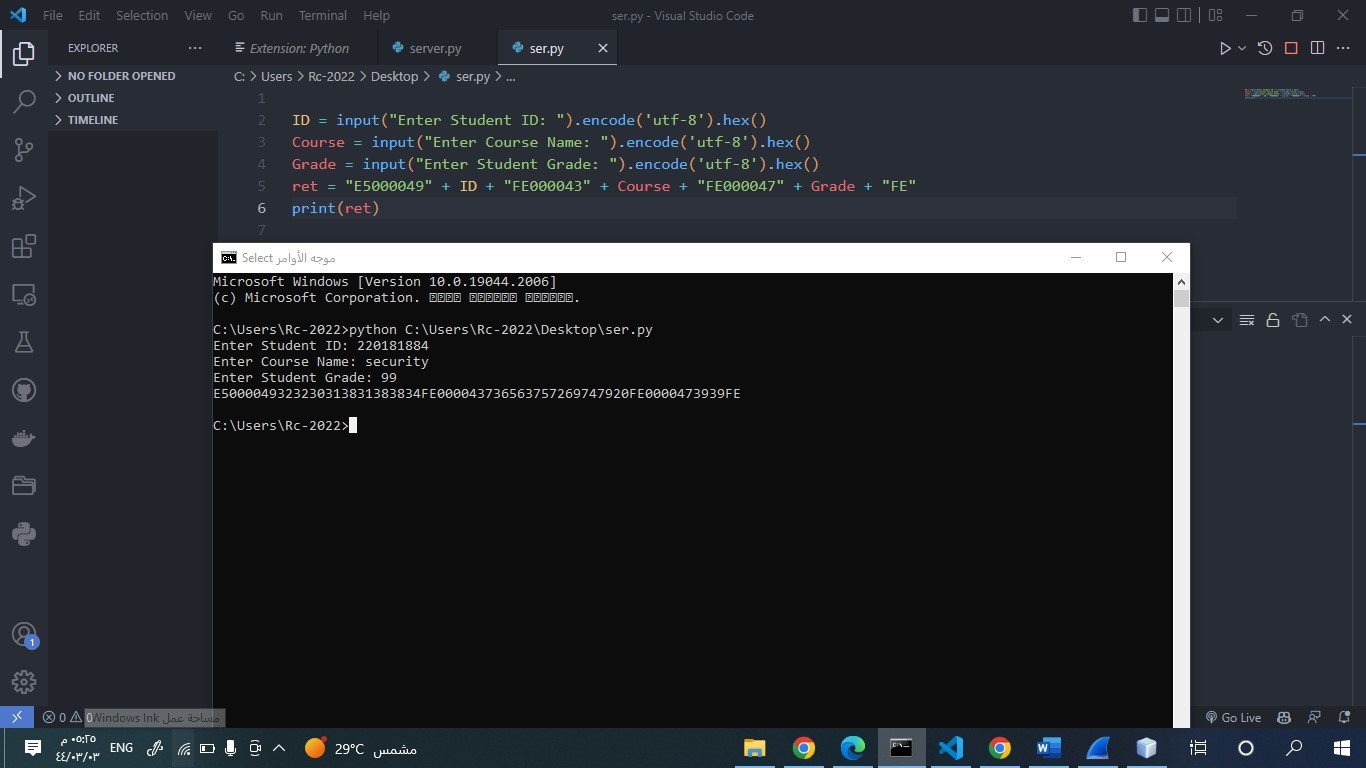 File Edit Selection View Go Run Terminal Help ser.py - Visual Studio Code
EXPLORER ··· Extension: Python server.py ser.py
NO FOLDER OPENED
OUTLINE
TIMELINE
C: > Users > Rc-2022 > Desktop > ser.py > ...
1
2 ID = input("Enter Student ID: ").encode('utf-8').hex()
3 Course = input("Enter Course Name: ").encode('utf-8').hex()
4 Grade = input("Enter Student Grade: ").encode('utf-8').hex()
5 ret = "E5000049" + ID + "FE000043" + Course + "FE000047" + Grade + "FE"
6 print(ret)
7
Select موجه الأوامر
Microsoft Windows [Version 10.0.19044.2006]
(c) Microsoft Corporation.
C:\Users\Rc-2022>python C:\Users\Rc-2022\Desktop\ser.py
Enter Student ID: 220181884
Enter Course Name: security
Enter Student Grade: 99
E5000049323230313831383834FE000043736563757269747920FE0000473939FE
C:\Users\Rc-2022>
1
0 0 مساحة عمل Windows Ink
Go Live
٠٥:٢٥ م
٤٤/٠٣/٠٣
ENG
29°C مشمس